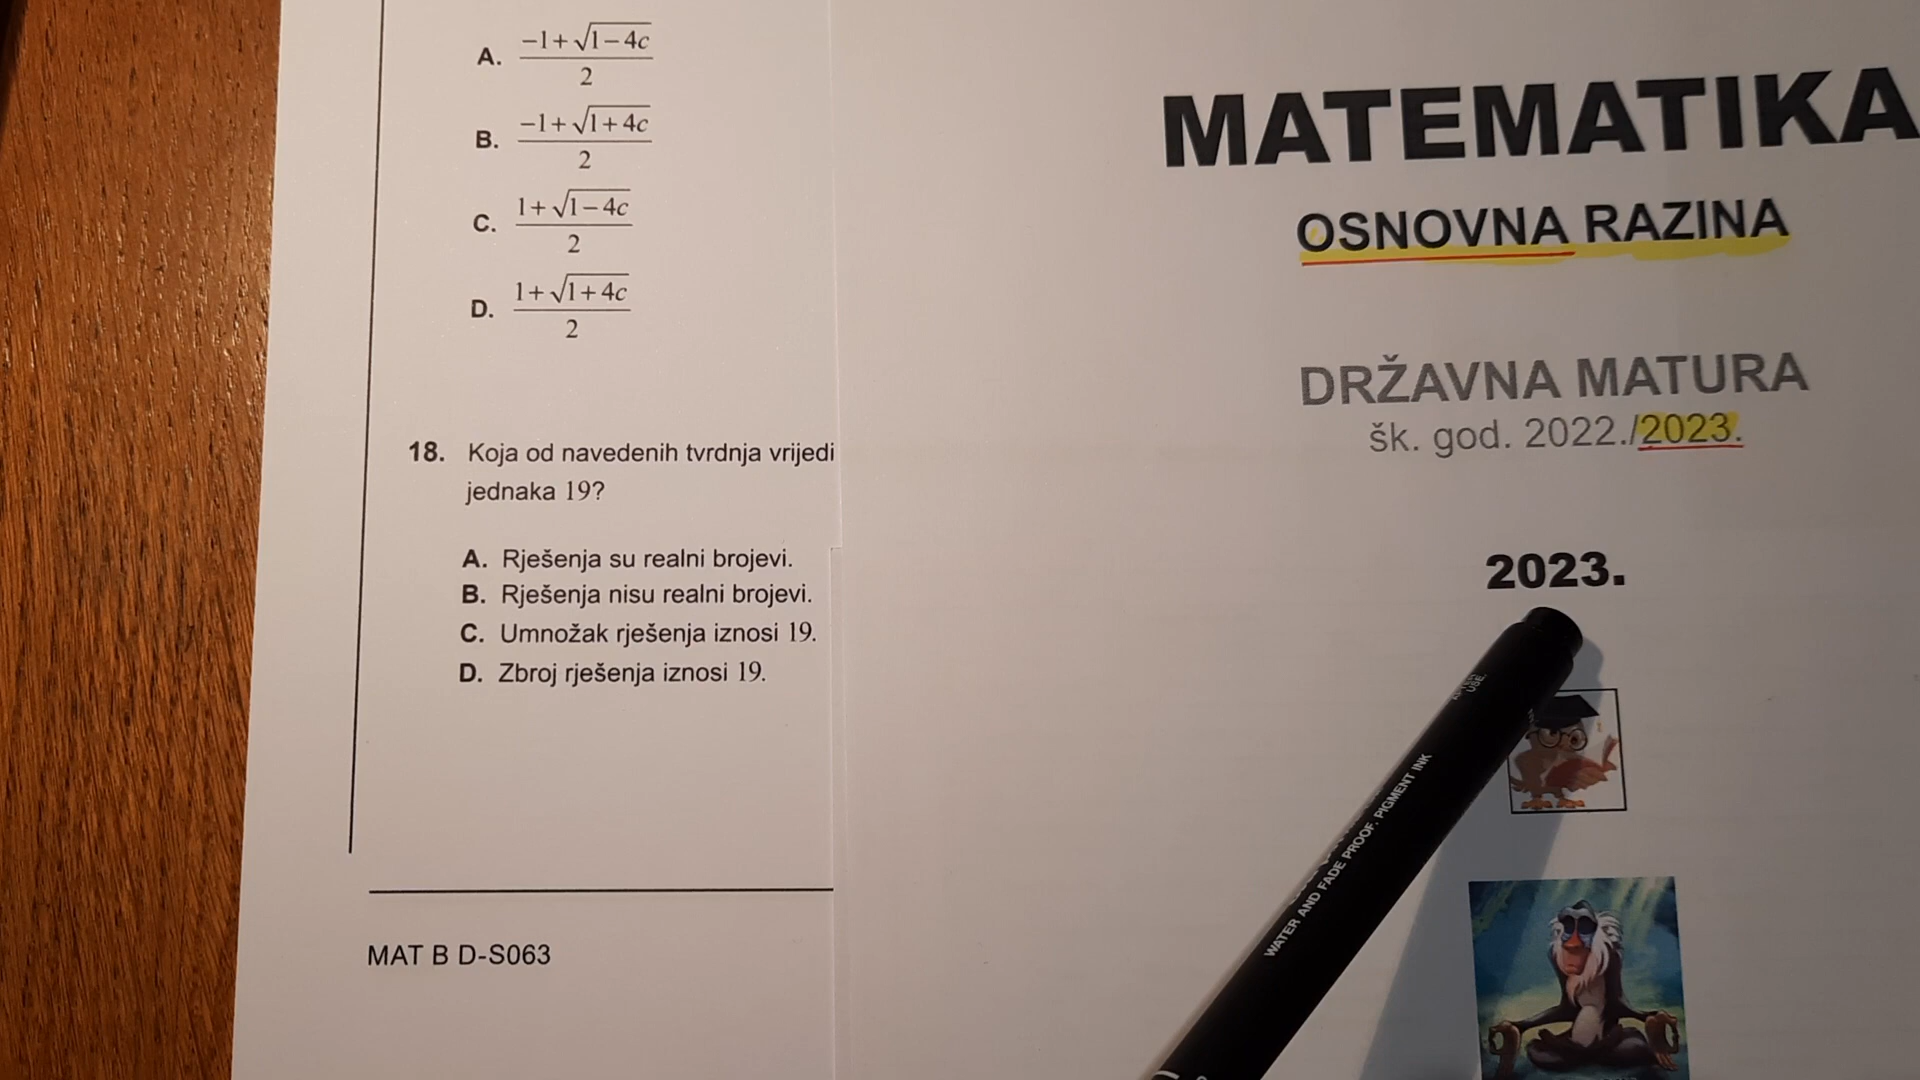 A. \frac{-1+\sqrt{1-4c}}{2}
B. \frac{-1+\sqrt{1+4c}}{2}
C. \frac{1+\sqrt{1-4c}}{2}
D. \frac{1+\sqrt{1+4c}}{2}
18. Koja od navedenih tvrdnja vrijedi
jednaka 19?
A. Rješenja su realni brojevi.
B. Rješenja nisu realni brojevi.
C. Umnožak rješenja iznosi 19.
D. Zbroj rješenja iznosi 19.
MAT B D-S063
MATEMATIKA
OSNOVNA RAZINA
DRŽAVNA MATURA
šk. god. 2022./2023.
2023.
USE.
WATER AND FADE PROOF. PIGMENT INK